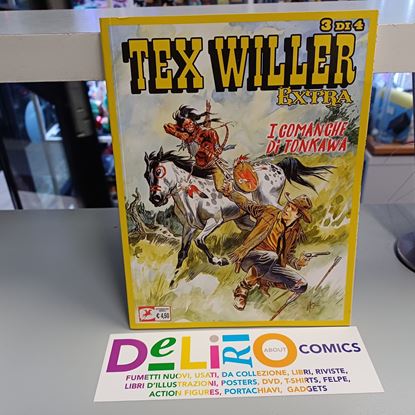 3 DI 4
TEX WILLER
EXTRA
I COMANCHE
DI TONKAWA
€ 4,50
DeLiRiO ABOUT COMICS
FUMETTI NUOVI, USATI, DA COLLEZIONE, LIBRI, RIVISTE,
LIBRI D'ILLUSTRAZIONI, POSTERS, DVD, T-SHIRTS, FELPE,
ACTION FIGURES, PORTACHIAVI, GADGETS